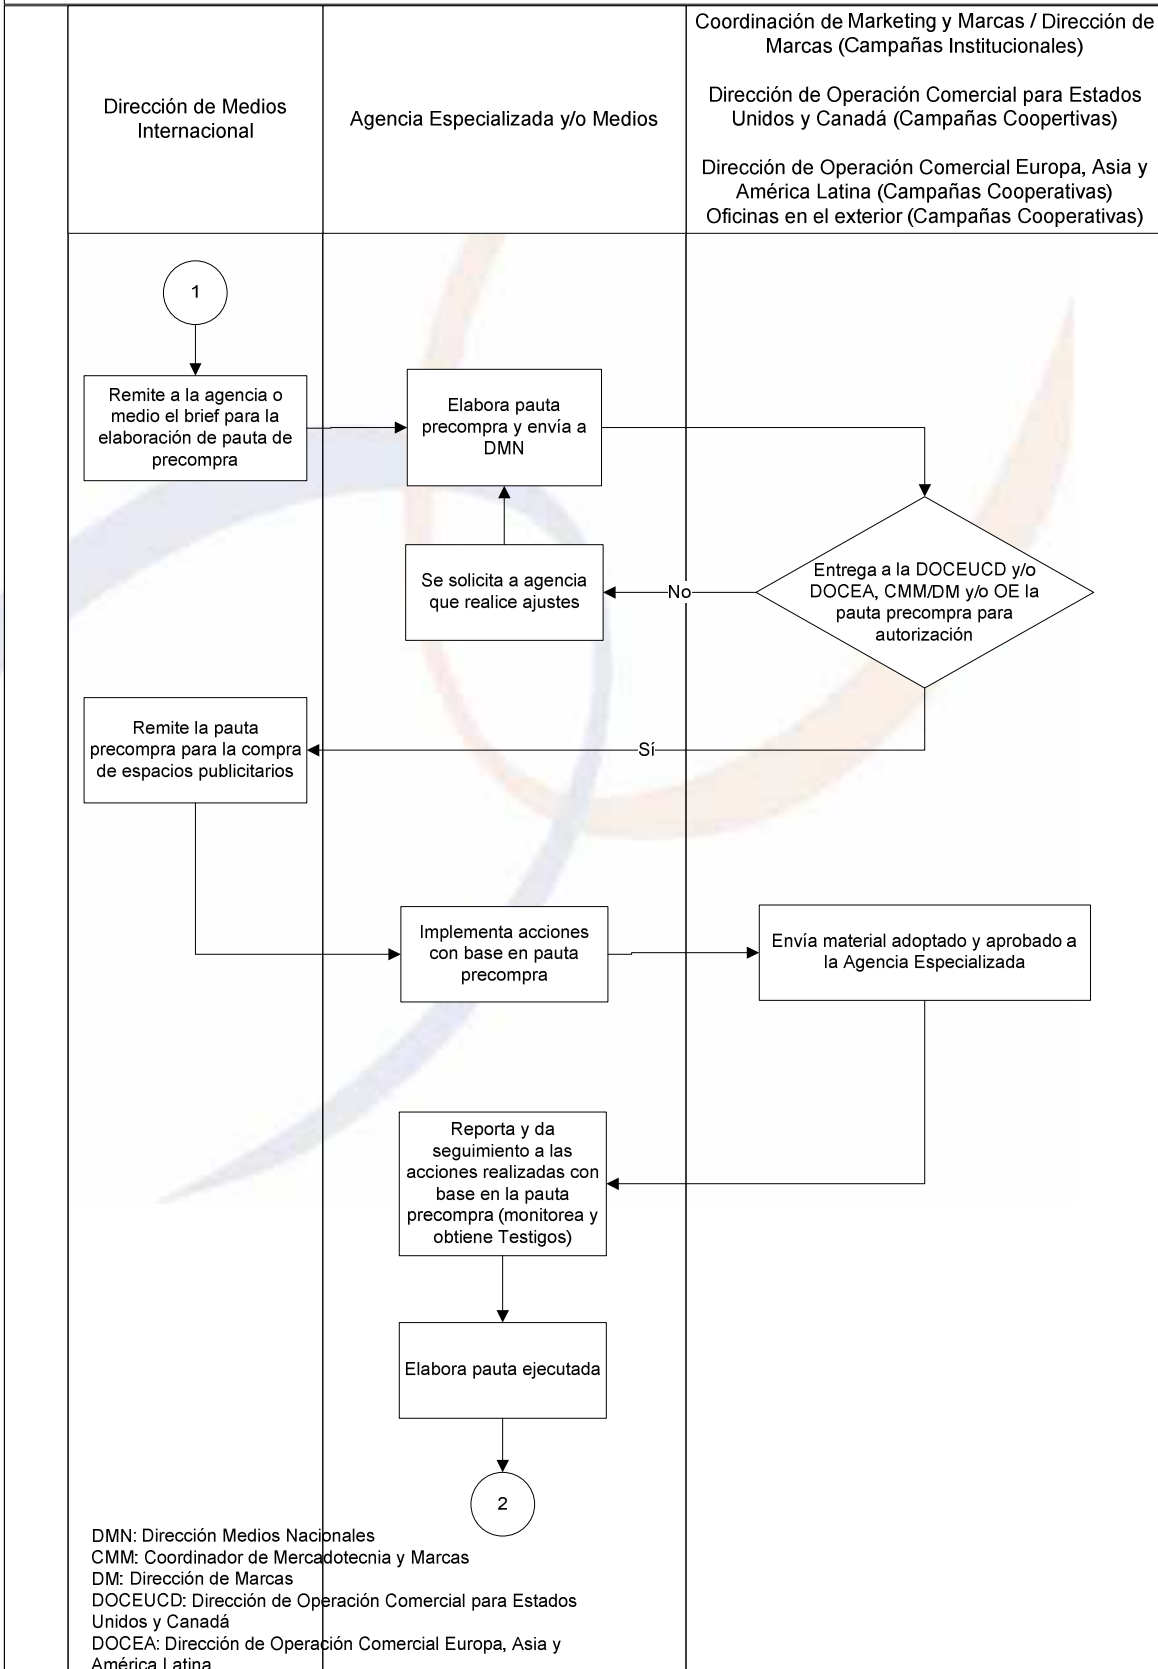 Dirección de Medios
Internacional
Agencia Especializada y/o Medios
Coordinación de Marketing y Marcas / Dirección de
Marcas (Campañas Institucionales)
Dirección de Operación Comercial para Estados
Unidos y Canadá (Campañas Coopertivas)
Dirección de Operación Comercial Europa, Asia y
América Latina (Campañas Cooperativas)
Oficinas en el exterior (Campañas Cooperativas)
1
Remite a la agencia o
medio el brief para la
elaboración de pauta de
precompra
Elabora pauta
precompra y envía a
DMN
Entrega a la DOCEUCD y/o
DOCEA, CMM/DM y/o OE la
pauta precompra para
autorización
No
Se solicita a agencia
que realice ajustes
Sí
Remite la pauta
precompra para la compra
de espacios publicitarios
Implementa acciones
con base en pauta
precompra
Envía material adoptado y aprobado a
la Agencia Especializada
Reporta y da
seguimiento a las
acciones realizadas con
base en la pauta
precompra (monitorea y
obtiene Testigos)
Elabora pauta ejecutada
2
DMN: Dirección Medios Nacionales
CMM: Coordinador de Mercadotecnia y Marcas
DM: Dirección de Marcas
DOCEUCD: Dirección de Operación Comercial para Estados
Unidos y Canadá
DOCEA: Dirección de Operación Comercial Europa, Asia y
América Latina